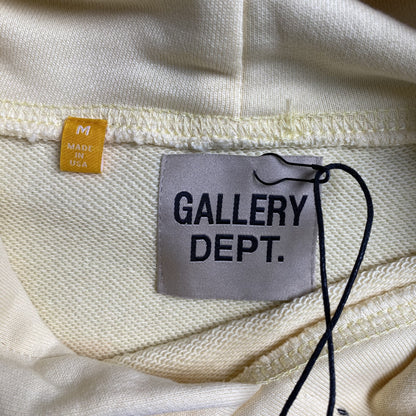 M
MADE
IN
USA
GALLERY
DEPT.